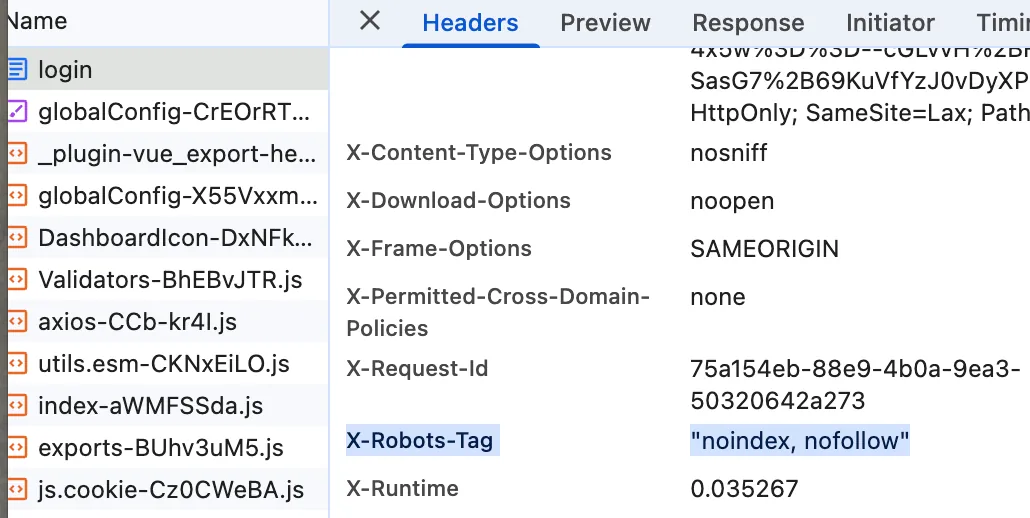 Name
Headers Preview Response Initiator
login
globalConfig-CrEOrRT...
_plugin-vue_export-he...
globalConfig-X55Vxxm...
DashboardIcon-DxNFk...
Validators-BhEBvJTR.js
axios-CCb-kr4I.js
utils.esm-CKNxEiLO.js
index-aWMFSSda.js
exports-BUhv3uM5.js
js.cookie-Cz0CWeBA.js
SasG7%2B69KuVfYzJ0vDyXP
HttpOnly; SameSite=Lax; Path
X-Content-Type-Options nosniff
X-Download-Options noopen
X-Frame-Options SAMEORIGIN
X-Permitted-Cross-Domain- none
Policies
X-Request-Id 75a154eb-88e9-4b0a-9ea3-
50320642a273
X-Robots-Tag "noindex, nofollow"
X-Runtime 0.035267